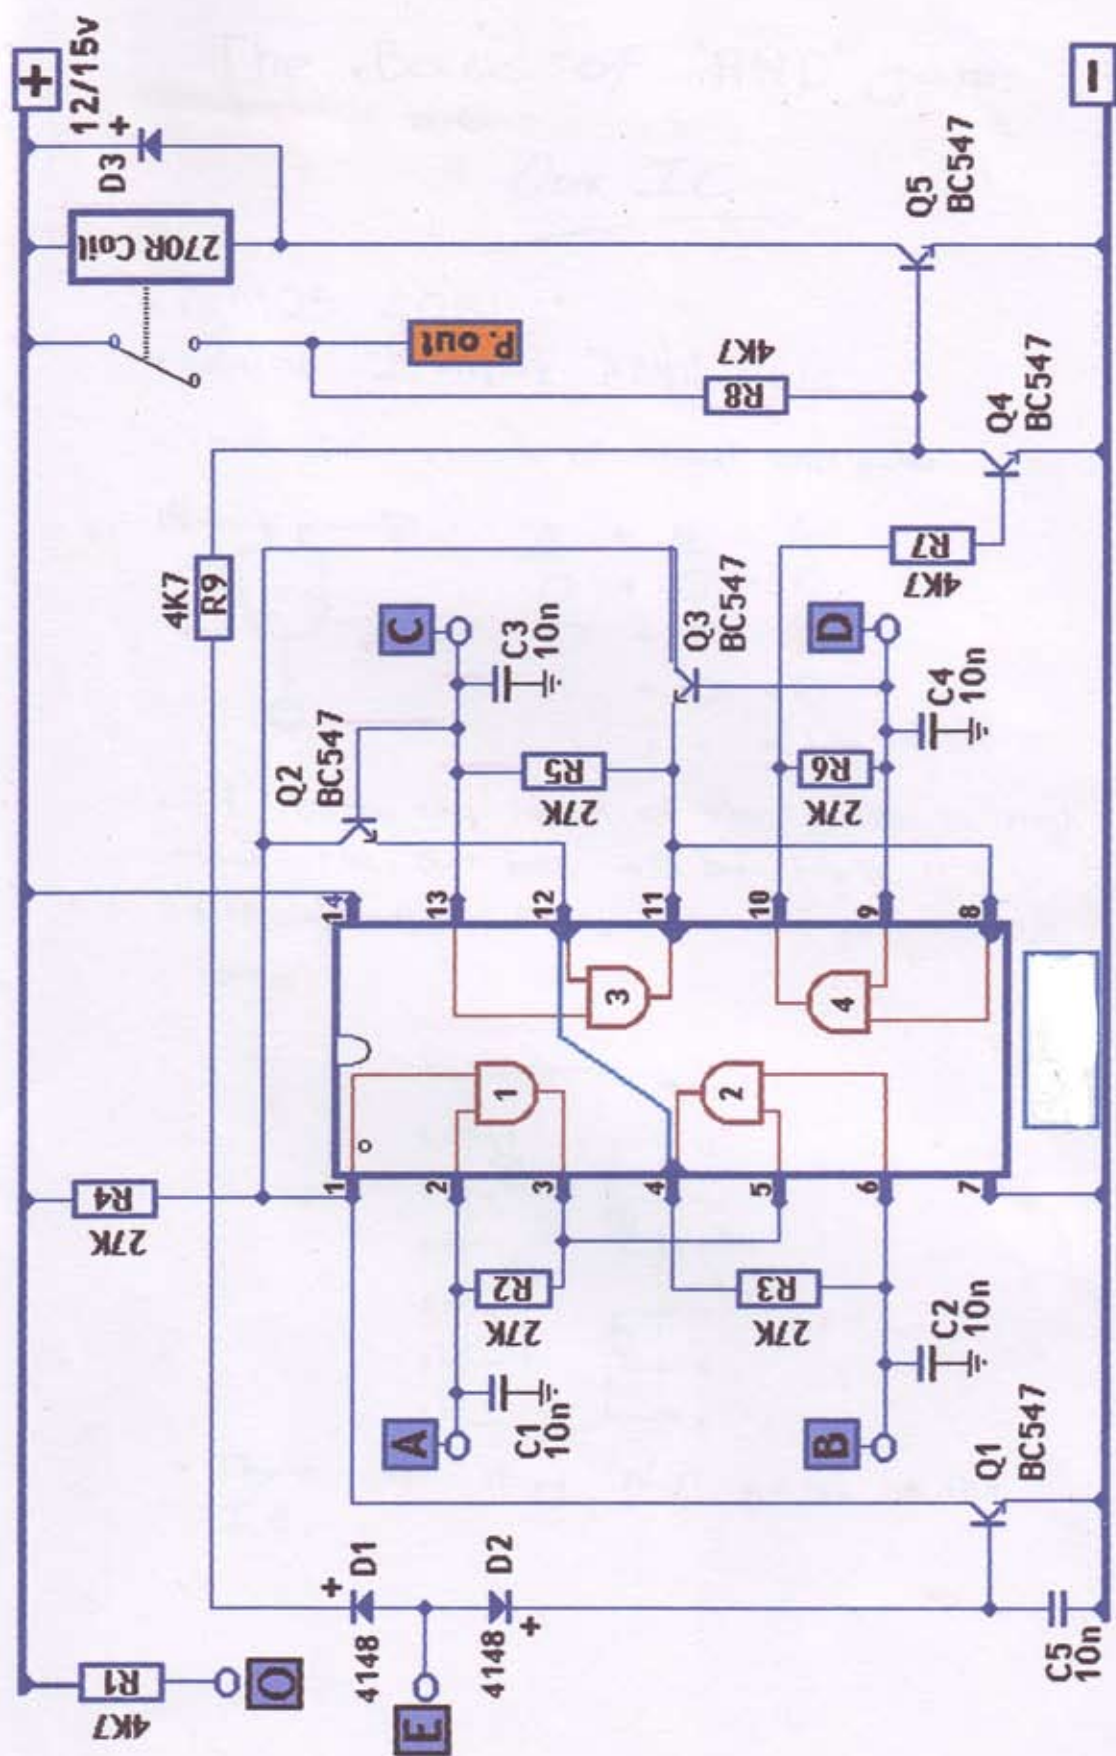 +
12/15v
D3
+
270R Coil
P. out
R8
4K7
Q5
BC547
Q4
BC547
R7
4K7
4K7
R9
C
C3
10n
Q3
BC547
D
C4
10n
Q2
BC547
R5
27K
R6
27K
14
13
12
11
10
9
8
3
4
1
2
1
2
3
4
5
6
7
R4
27K
R2
27K
R3
27K
A
C1
10n
B
C2
10n
Q1
BC547
+
D1
4148
D2
4148
+
R1
4K7
O
E
C5
10n
-